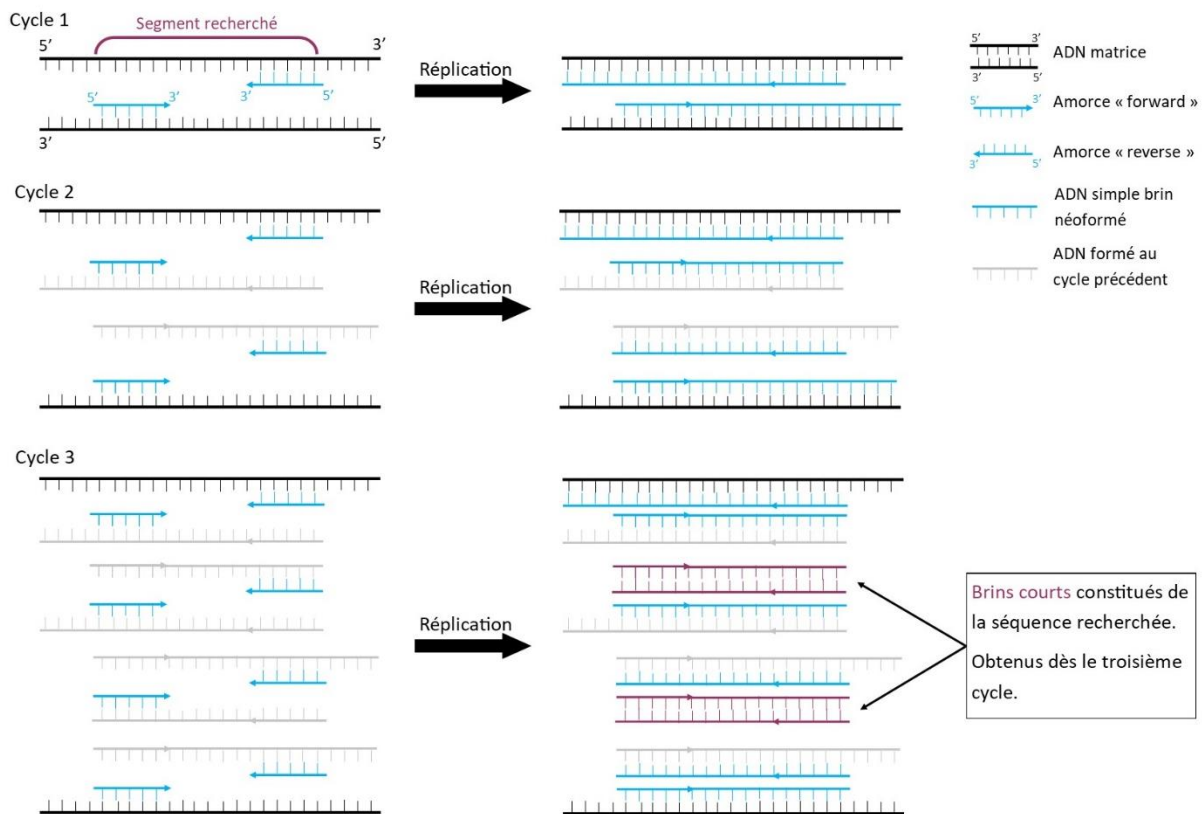 Cycle 1
Segment recherché
5’
3’
5’
3’
3’
5’
3’
5’
Réplication
Cycle 2
Réplication
Cycle 3
Réplication
5’
3’
3’
5’
ADN matrice
5’
3’
Amorce « forward »
3’
5’
Amorce « reverse »
ADN simple brin
néoformé
ADN formé au
cycle précédent
Brins courts constitués de
la séquence recherchée.
Obtenus dès le troisième
cycle.